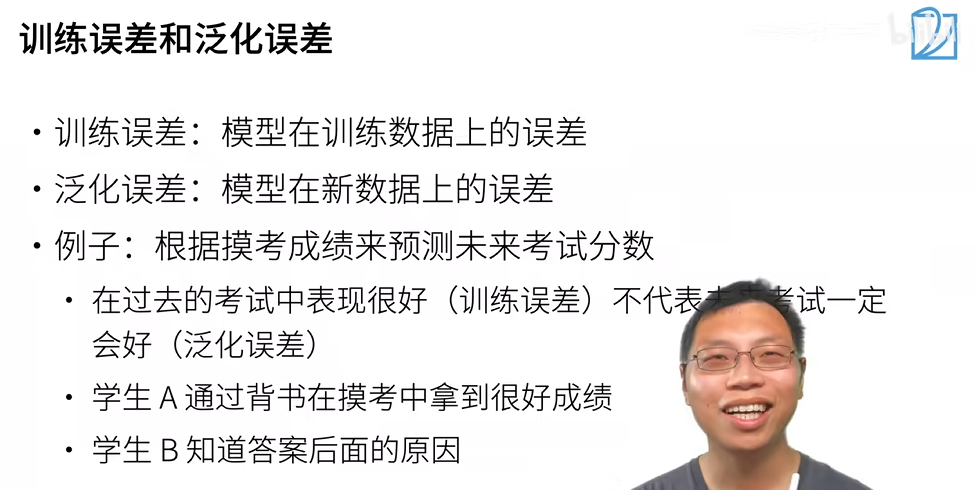 训练误差和泛化误差
• 训练误差：模型在训练数据上的误差
• 泛化误差：模型在新数据上的误差
• 例子：根据摸考成绩来预测未来考试分数
• 在过去的考试中表现很好（训练误差）不代表未来考试一定
会好（泛化误差）
• 学生 A 通过背书在摸考中拿到很好成绩
• 学生 B 知道答案后面的原因